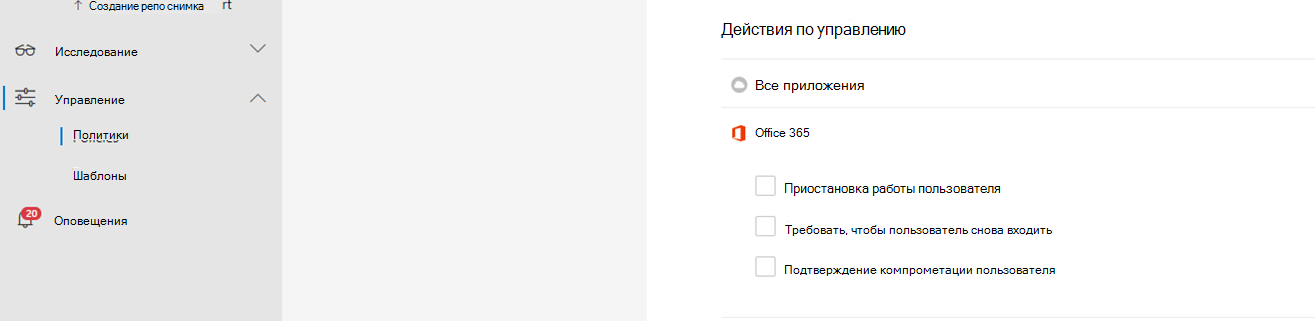 Создание репо снимка rt
Исследование
Управление
Политики
Шаблоны
20
Оповещения
Действия по управлению
Все приложения
Office 365
Приостановка работы пользователя
Требовать, чтобы пользователь снова входить
Подтверждение компрометации пользователя